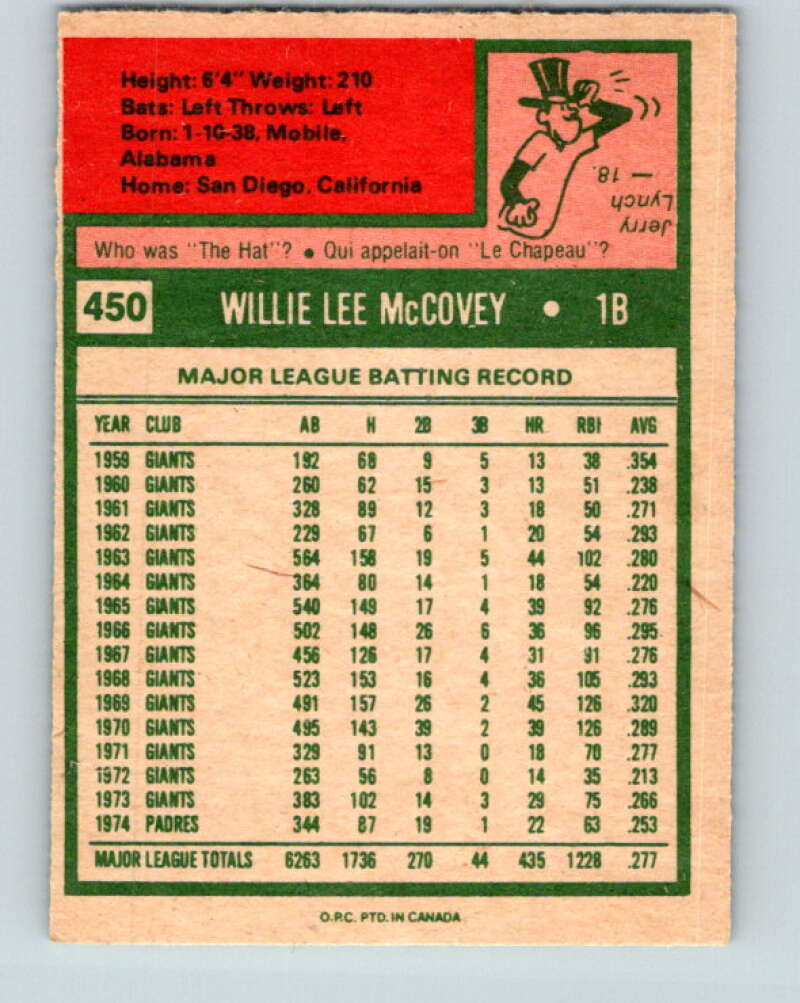 Height: 6'4" Weight: 210
Bats: Left Throws: Left
Born: 1-10-38, Mobile,
Alabama
Home: San Diego, California
Jerry
Lynch
— 18.
Who was "The Hat"? • Qui appelait-on "Le Chapeau"?
450 WILLIE LEE McCOVEY • 1B
MAJOR LEAGUE BATTING RECORD
YEAR CLUB AB H 2B 3B HR RBI AVG
1959 GIANTS 192 68 9 5 13 38 .354
1960 GIANTS 260 62 15 3 13 51 .238
1961 GIANTS 328 89 12 3 18 50 .271
1962 GIANTS 229 67 6 1 20 54 .293
1963 GIANTS 564 158 19 5 44 102 .280
1964 GIANTS 364 80 14 1 18 54 .220
1965 GIANTS 540 149 17 4 39 92 .276
1966 GIANTS 502 148 26 6 36 96 .295
1967 GIANTS 456 126 17 4 31 91 .276
1968 GIANTS 523 153 16 4 36 105 .293
1969 GIANTS 491 157 26 2 45 126 .320
1970 GIANTS 495 143 39 2 39 126 .289
1971 GIANTS 329 91 13 0 18 70 .277
1972 GIANTS 263 56 8 0 14 35 .213
1973 GIANTS 383 102 14 3 29 75 .266
1974 PADRES 344 87 19 1 22 63 .253
MAJOR LEAGUE TOTALS 6263 1736 270 44 435 1228 .277
O.P.C. PTD. IN CANADA